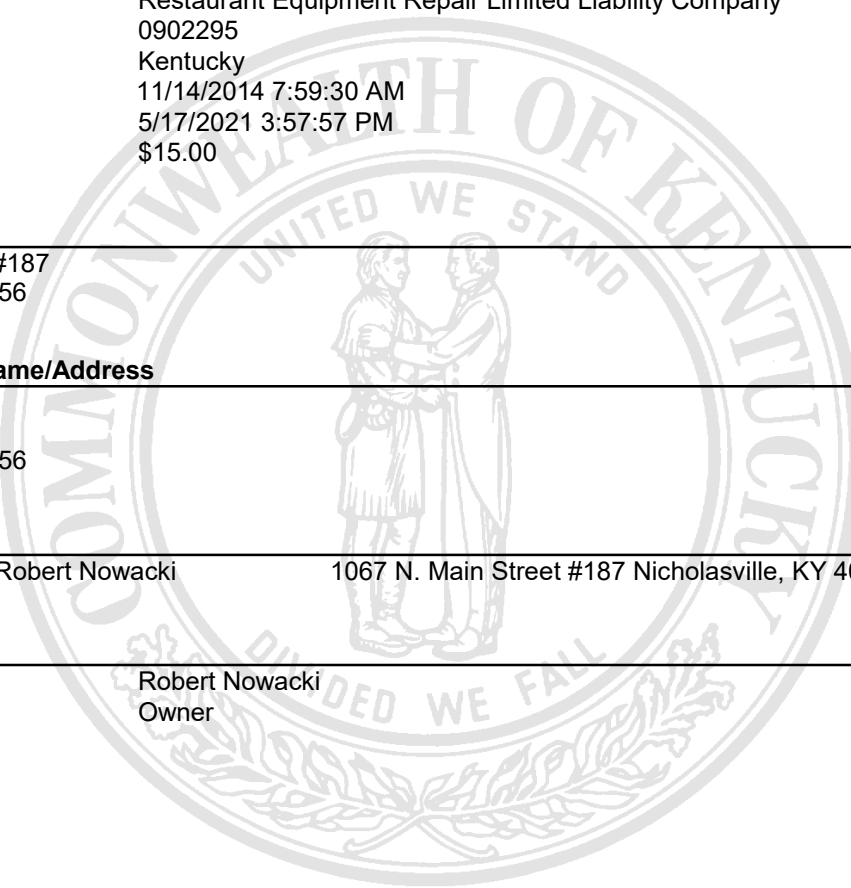 Restaurant Equipment Repair Limited Liability Company
0902295
Kentucky
11/14/2014 7:59:30 AM
5/17/2021 3:57:57 PM
$15.00
#187
56
ame/Address
56
Robert Nowacki 1067 N. Main Street #187 Nicholasville, KY 40
Robert Nowacki
Owner
COMMONWEALTH OF KENTUCKY
UNITED WE STAND
DIVIDED WE FALL